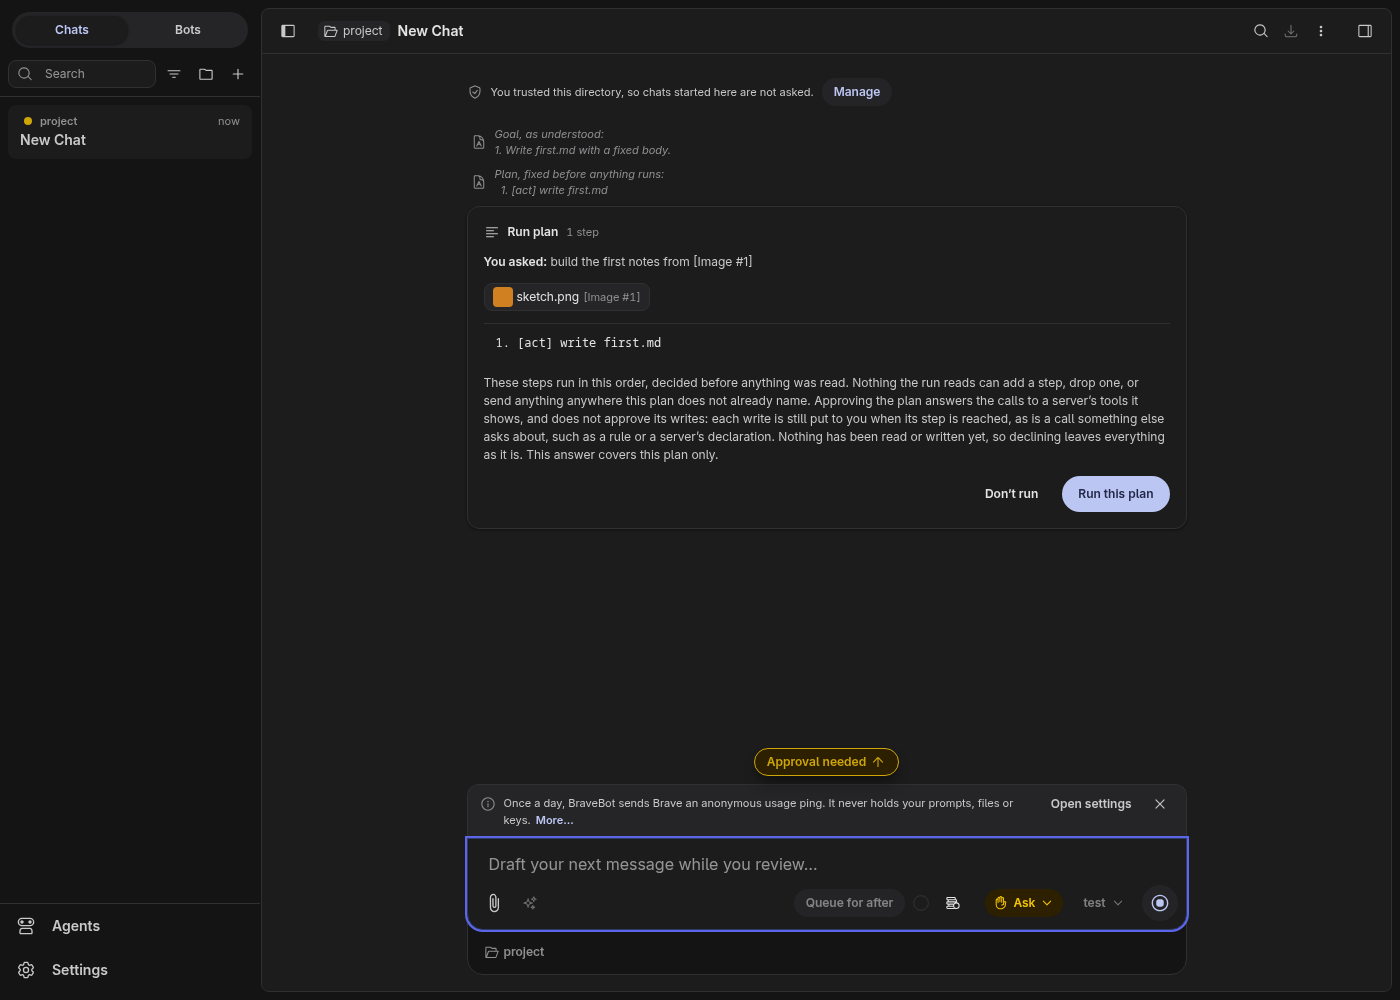 Chats
Bots
Search
project
now
New Chat
Agents
Settings
project
New Chat
You trusted this directory, so chats started here are not asked.
Manage
Goal, as understood:
1. Write first.md with a fixed body.
Plan, fixed before anything runs:
1. [act] write first.md
Run plan
1 step
You asked: build the first notes from [Image #1]
sketch.png [Image #1]
1. [act] write first.md
These steps run in this order, decided before anything was read. Nothing the run reads can add a step, drop one, or
send anything anywhere this plan does not already name. Approving the plan answers the calls to a server’s tools it
shows, and does not approve its writes: each write is still put to you when its step is reached, as is a call something else
asks about, such as a rule or a server’s declaration. Nothing has been read or written yet, so declining leaves everything
as it is. This answer covers this plan only.
Don’t run
Run this plan
Approval needed
Once a day, BraveBot sends Brave an anonymous usage ping. It never holds your prompts, files or
keys. More...
Open settings
Draft your next message while you review...
Queue for after
Ask
test
project